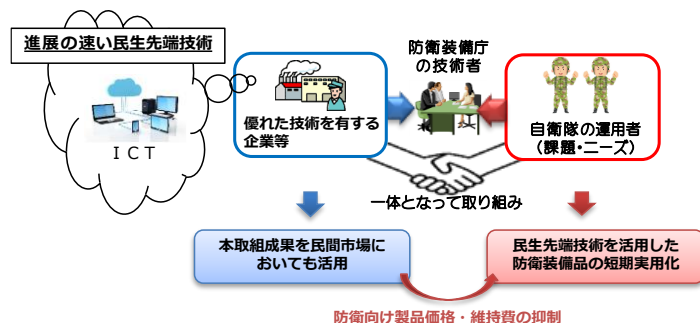 進展の速い民生先端技術
ICT
優れた技術を有する
企業等
防衛装備庁
の技術者
自衛隊の運用者
(課題・ニーズ)
一体となって取り組み
本取組成果を民間市場に
おいても活用
民生先端技術を活用した
防衛装備品の短期実用化
防衛向け製品価格・維持費の抑制